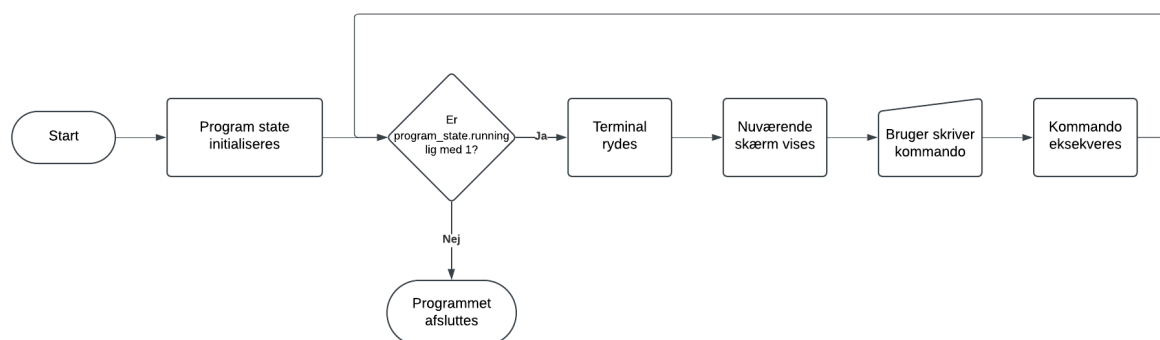 Start
Program state
initialiseres
Er
program_state.running
lig med 1?
Ja
Terminal
rydes
Nuværende
skærm vises
Bruger skriver
kommando
Kommando
eksekveres
Nej
Programmet
afsluttes